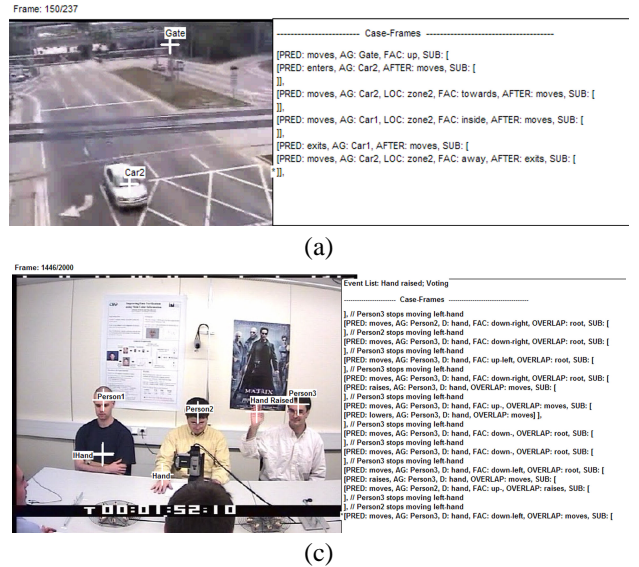 Frame: 150/237
Gate
Car2
------------------------ Case-Frames -------------------------------------
[PRED: moves, AG: Gate, FAC: up, SUB: [
[PRED: enters, AG: Car2, AFTER: moves, SUB: [
]],
[PRED: moves, AG: Car2, LOC: zone2, FAC: towards, AFTER: moves, SUB: [
]],
[PRED: moves, AG: Car1, LOC: zone2, FAC: inside, AFTER: moves, SUB: [
]],
[PRED: exits, AG: Car1, AFTER: moves, SUB: [
[PRED: moves, AG: Car2, LOC: zone2, FAC: away, AFTER: exits, SUB: [
*]],
(a)
Frame: 1446/2000
MATRIX
Person1
Person2
Hand Raised
Person3
lHand
Hand
T 00:01:52:10
Event List: Hand raised; Voting
---------------------- Case-Frames ---------------------------------
], // Person3 stops moving left-hand
[PRED: moves, AG: Person2, D: hand, FAC: down-right, OVERLAP: root, SUB: [
], // Person2 stops moving left-hand
[PRED: moves, AG: Person3, D: hand, FAC: down-right, OVERLAP: root, SUB: [
], // Person3 stops moving left-hand
[PRED: moves, AG: Person3, D: hand, FAC: up-left, OVERLAP: root, SUB: [
], // Person3 stops moving left-hand
[PRED: moves, AG: Person3, D: hand, FAC: down-right, OVERLAP: root, SUB: [
[PRED: raises, AG: Person3, D: hand, OVERLAP: moves, SUB: [
], // Person3 stops moving left-hand
[PRED: moves, AG: Person3, D: hand, FAC: up-, OVERLAP: moves, SUB: [
[PRED: lowers, AG: Person3, D: hand, OVERLAP: moves] ],
], // Person3 stops moving left-hand
[PRED: moves, AG: Person3, D: hand, FAC: down-, OVERLAP: root, SUB: [
], // Person3 stops moving left-hand
[PRED: moves, AG: Person3, D: hand, FAC: down-, OVERLAP: root, SUB: [
], // Person3 stops moving left-hand
[PRED: moves, AG: Person3, D: hand, FAC: down-left, OVERLAP: root, SUB: [
[PRED: raises, AG: Person3, D: hand, OVERLAP: moves, SUB: [
[PRED: moves, AG: Person2, D: hand, FAC: up-, OVERLAP: raises, SUB: [
], // Person3 stops moving left-hand
], // Person2 stops moving left-hand
*[PRED: moves, AG: Person3, D: hand, FAC: down-left, OVERLAP: moves, SUB: [
(c)